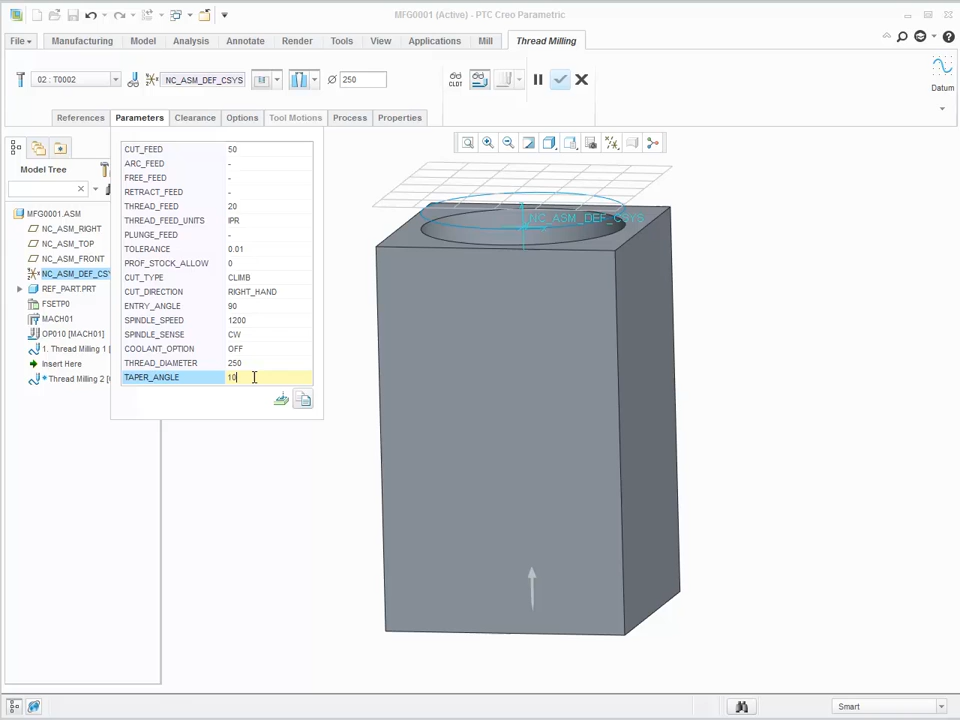 MFG0001 (Active) - PTC Creo Parametric
File Manufacturing Model Analysis Annotate Render Tools View Applications Mill Thread Milling
02 : T0002 NC_ASM_DEF_CSYS 250 CLDT
Datum
References Parameters Clearance Options Tool Motions Process Properties
Model Tree
MFG0001.ASM
NC_ASM_RIGHT
NC_ASM_TOP
NC_ASM_FRONT
NC_ASM_DEF_CSY
REF_PART.PRT
FSETP0
MACH01
OP010 [MACH01]
1. Thread Milling 1
Insert Here
Thread Milling 2 [
CUT_FEED 50
ARC_FEED -
FREE_FEED -
RETRACT_FEED -
THREAD_FEED 20
THREAD_FEED_UNITS IPR
PLUNGE_FEED -
TOLERANCE 0.01
PROF_STOCK_ALLOW 0
CUT_TYPE CLIMB
CUT_DIRECTION RIGHT_HAND
ENTRY_ANGLE 90
SPINDLE_SPEED 1200
SPINDLE_SENSE CW
COOLANT_OPTION OFF
THREAD_DIAMETER 250
TAPER_ANGLE 10
NC_ASM_DEF_CSYS
Smart